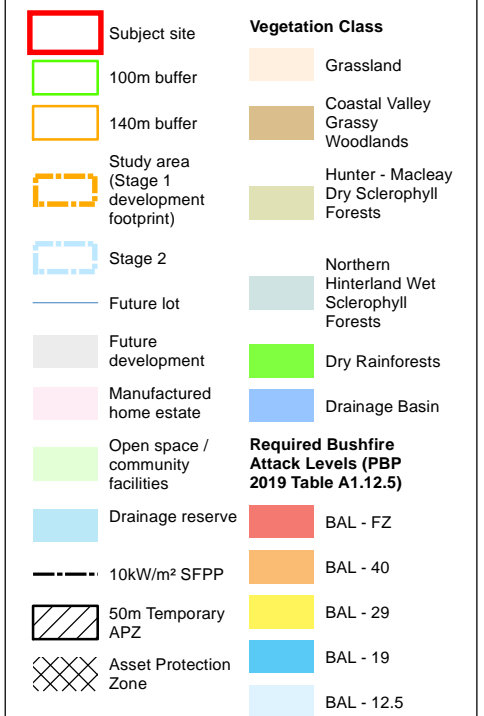 Subject site
100m buffer
140m buffer
Study area
(Stage 1
development
footprint)
Stage 2
Future lot
Future
development
Manufactured
home estate
Open space /
community
facilities
Drainage reserve
10kW/m² SFPP
50m Temporary
APZ
Asset Protection
Zone
Vegetation Class
Grassland
Coastal Valley
Grassy
Woodlands
Hunter - Macleay
Dry Sclerophyll
Forests
Northern
Hinterland Wet
Sclerophyll
Forests
Dry Rainforests
Drainage Basin
Required Bushfire
Attack Levels (PBP
2019 Table A1.12.5)
BAL - FZ
BAL - 40
BAL - 29
BAL - 19
BAL - 12.5